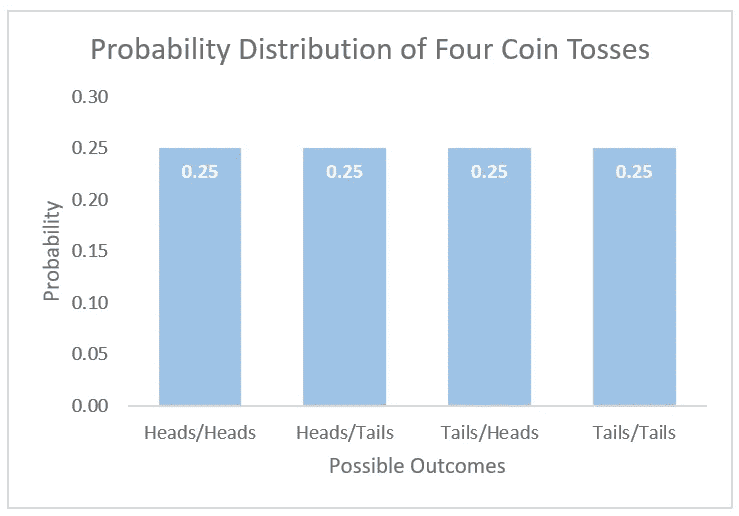 Probability Distribution of Four Coin Tosses
0.30
0.25
0.20
0.15
0.10
0.05
0.00
Probability
0.25 0.25 0.25 0.25
Heads/Heads Heads/Tails Tails/Heads Tails/Tails
Possible Outcomes